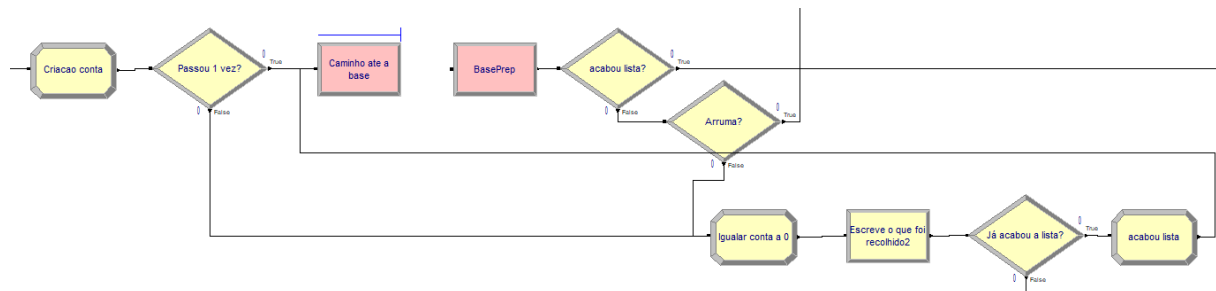 Criacao conta
Passou 1 vez?
0
True
0
False
Caminho ate a
base
BasePrep
acabou lista?
0
True
0
False
Arruma?
0
True
0
False
Igualar conta a 0
Escreve o que foi
recolhido2
Já acabou a lista?
0
True
0
False
acabou lista